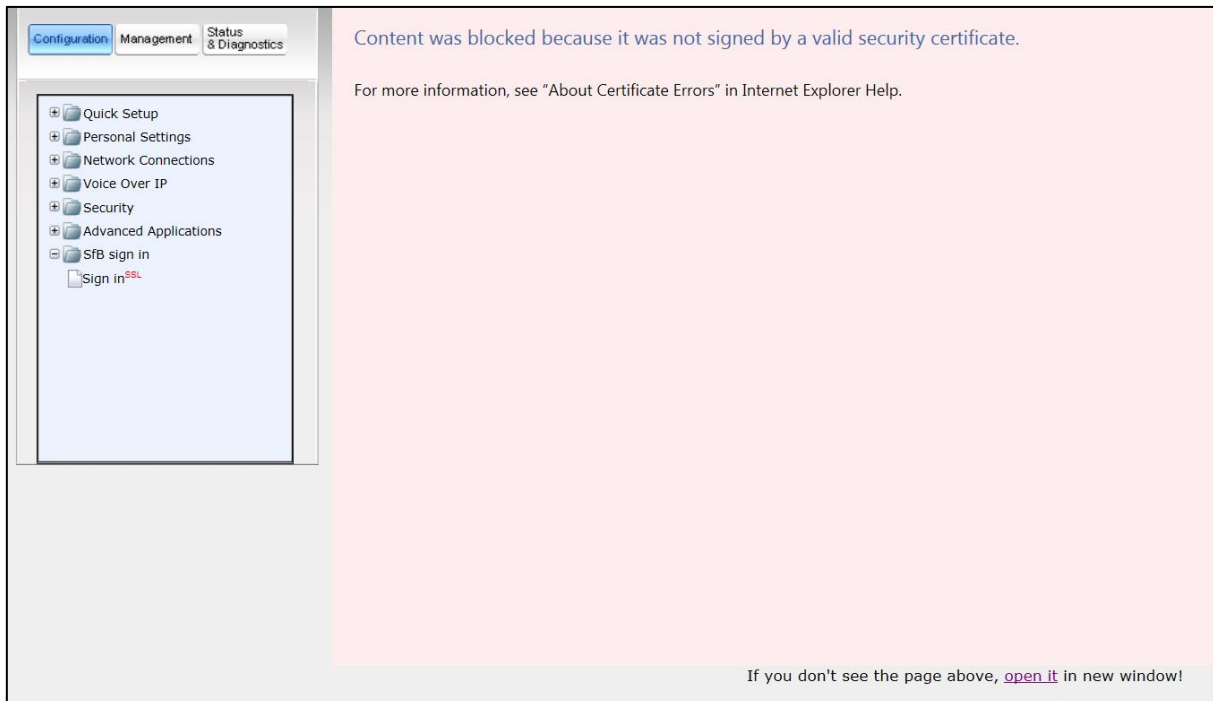 Configuration
Management
Status
& Diagnostics
Quick Setup
Personal Settings
Network Connections
Voice Over IP
Security
Advanced Applications
SfB sign in
Sign inSSL
Content was blocked because it was not signed by a valid security certificate.
For more information, see “About Certificate Errors” in Internet Explorer Help.
If you don't see the page above, open it in new window!